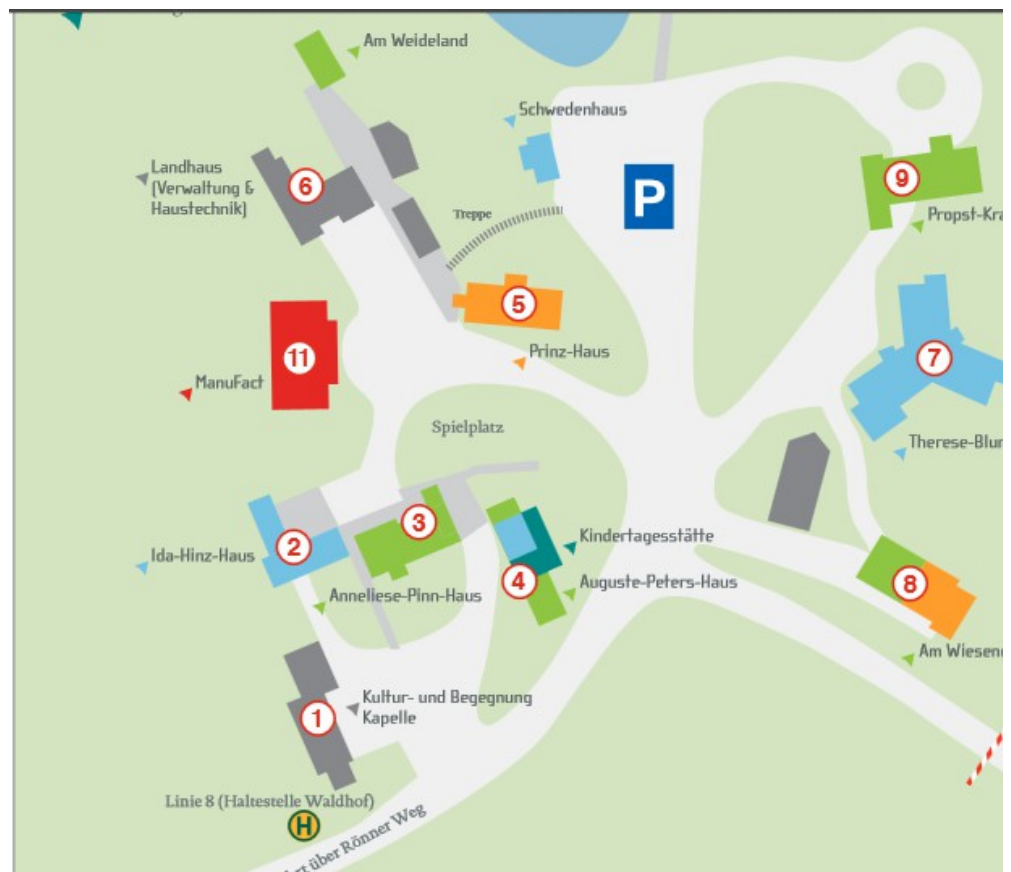 Am Weideland
Schwedenhaus
Landhaus
(Verwaltung &
Haustechnik)
6
P
9
Treppe
Propst-Kra
5
Prinz-Haus
11
7
ManuFact
Spielplatz
Therese-Blu
3
2
Kindertagesstätte
Ida-Hinz-Haus
4
8
Auguste-Peters-Haus
Anneliese-Pinn-Haus
Am Wiesen
Kultur- und Begegnung
Kapelle
1
Linie 8 (Haltestelle Waldhof)
H
über Rönner Weg